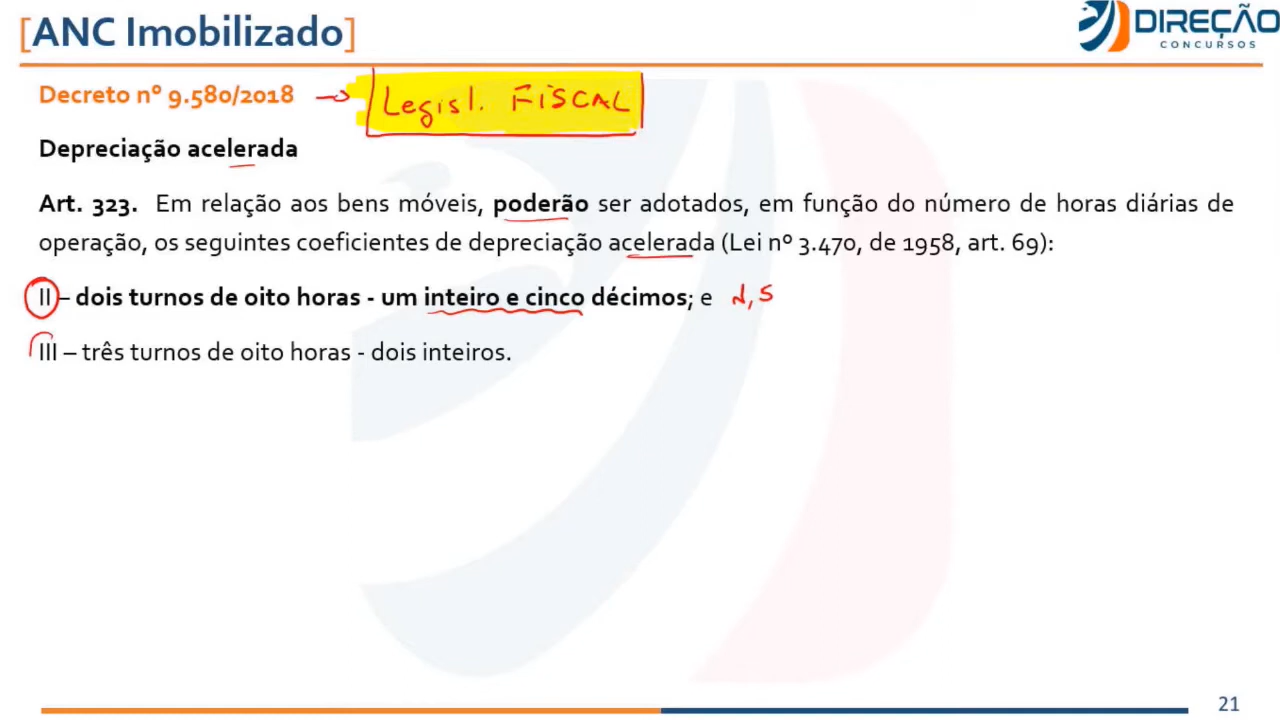 [ANC Imobilizado]
DIREÇÃO
CONCURSOS
Decreto nº 9.580/2018 → Legisl. FISCAL
Depreciação acelerada
Art. 323. Em relação aos bens móveis, poderão ser adotados, em função do número de horas diárias de
operação, os seguintes coeficientes de depreciação acelerada (Lei nº 3.470, de 1958, art. 69):
II – dois turnos de oito horas - um inteiro e cinco décimos; e 1,5
III – três turnos de oito horas - dois inteiros.
21